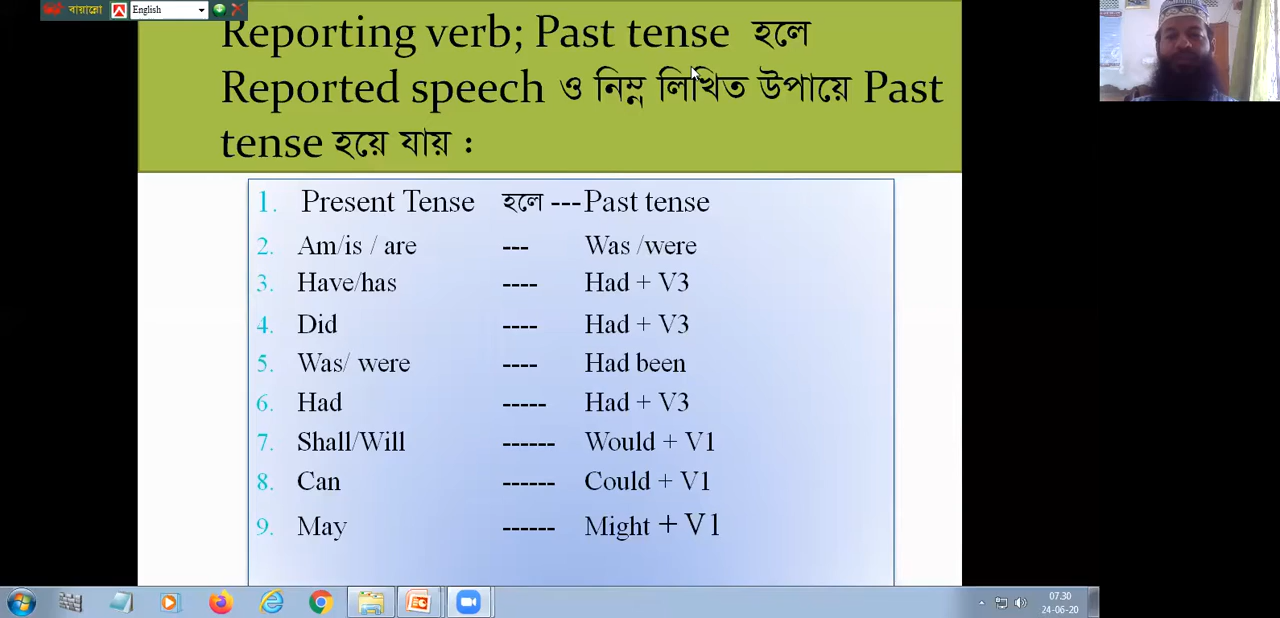 বায়ান্নো English
Reporting verb; Past tense হলে
Reported speech ও নিম্ন লিখিত উপায়ে Past
tense হয়ে যায় :
1. Present Tense হলে ---Past tense
2. Am/is / are --- Was /were
3. Have/has ---- Had + V3
4. Did ---- Had + V3
5. Was/ were ---- Had been
6. Had ----- Had + V3
7. Shall/Will ------ Would + V1
8. Can ------ Could + V1
9. May ------ Might + V1
07.30
24-06-20